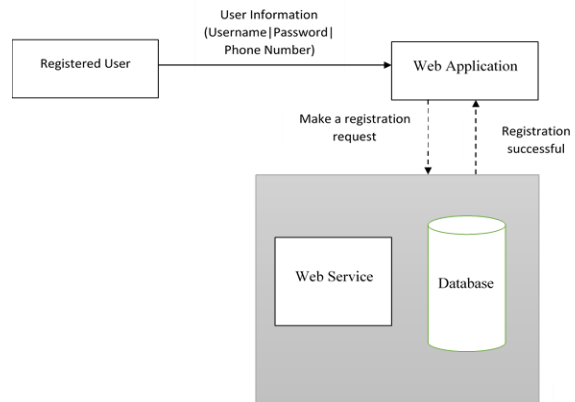 User Information
(Username|Password|
Phone Number)
Registered User
Web Application
Make a registration
request
Registration
successful
Web Service
Database